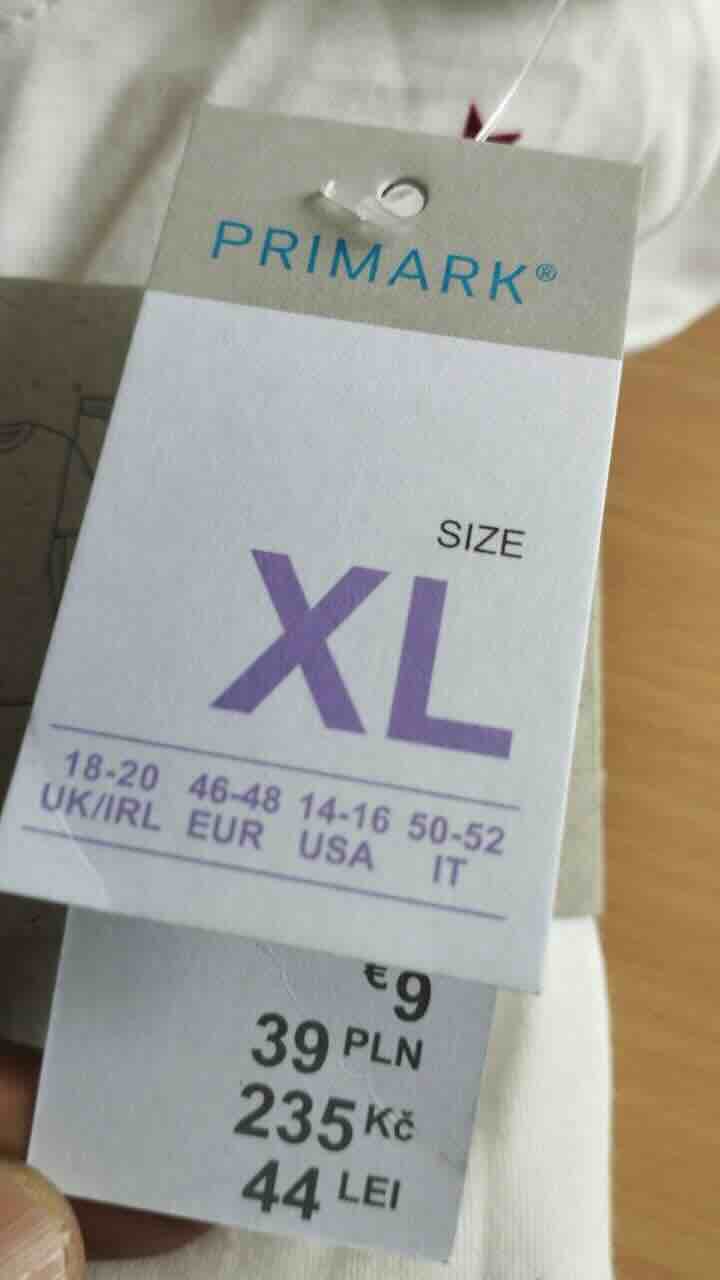 PRIMARK®
SIZE
XL
18-20 46-48 14-16 50-52
UK/IRL EUR USA IT
€9
39 PLN
235 Kč
44 LEI